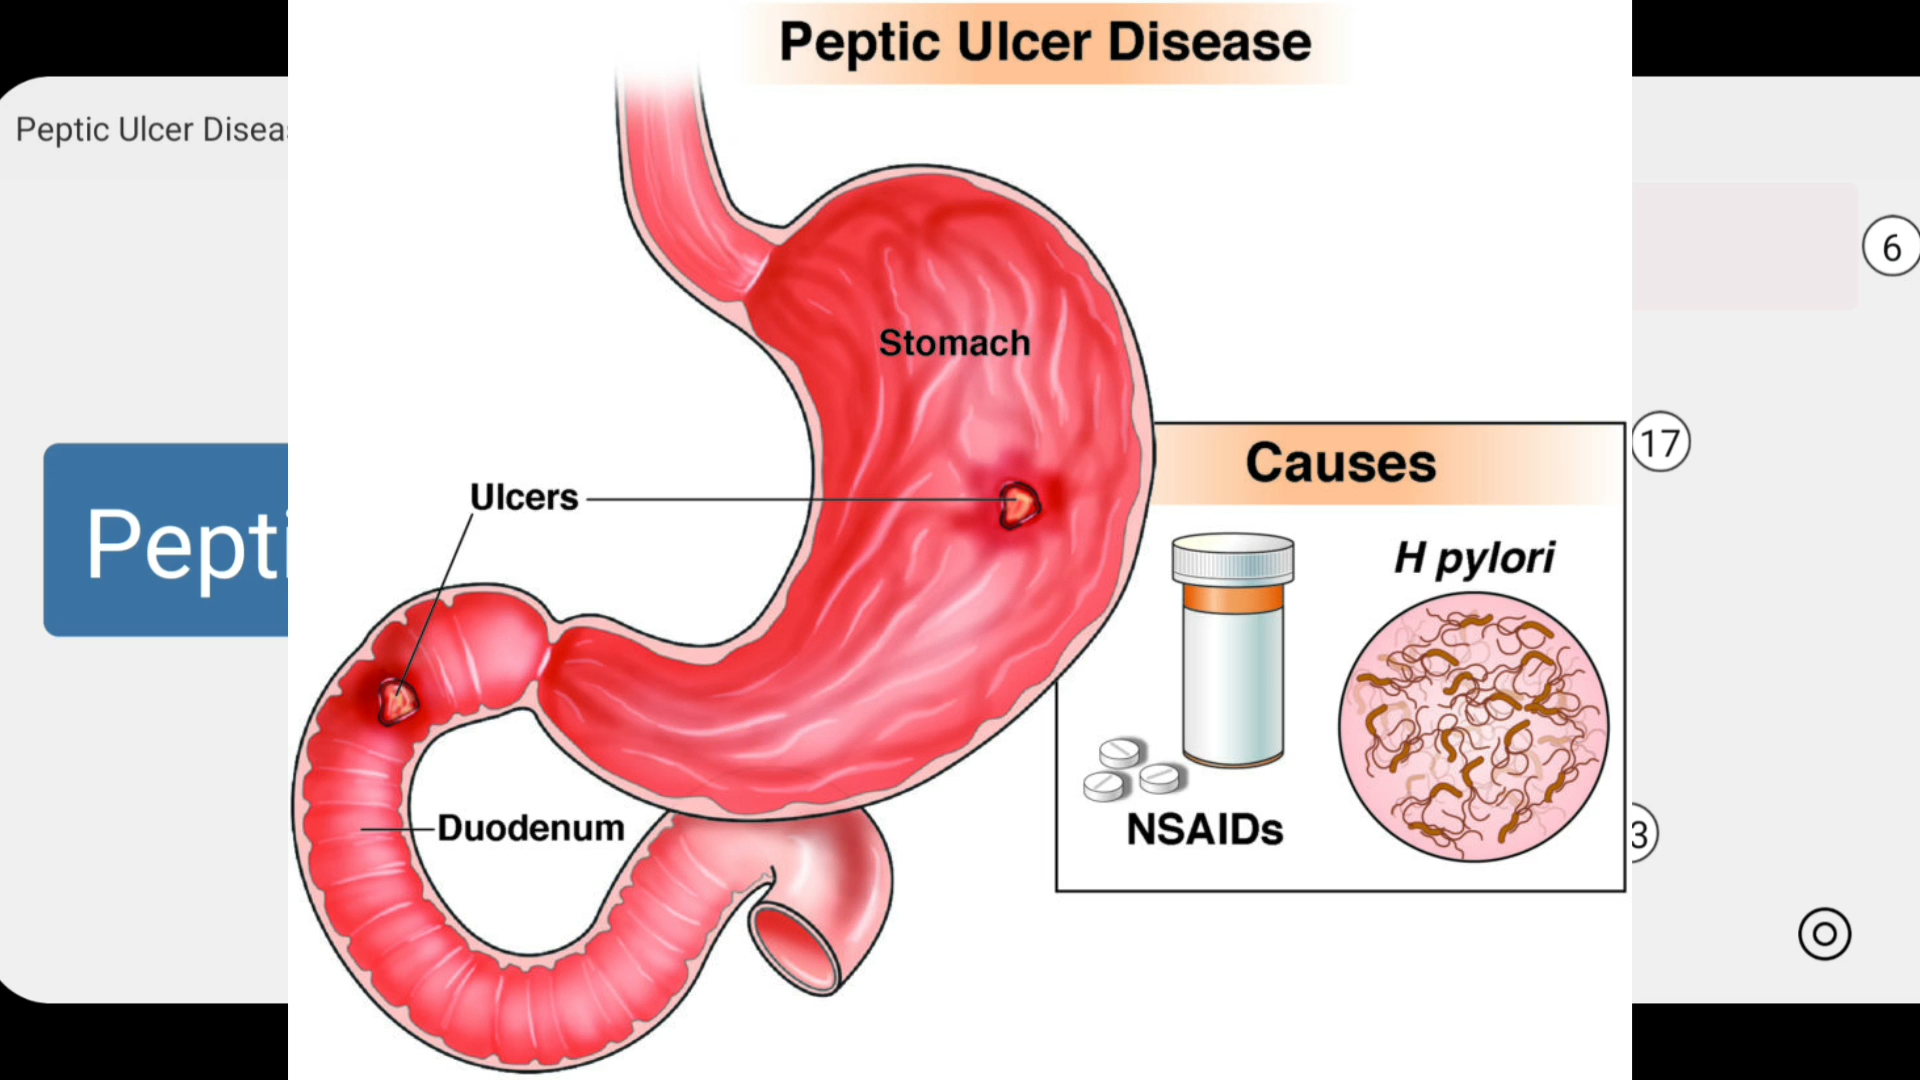 Peptic Ulcer Disease
Peptic Ulcer Disea
6
Stomach
17
Causes
Ulcers
Pepti
H pylori
Duodenum
NSAIDs
3